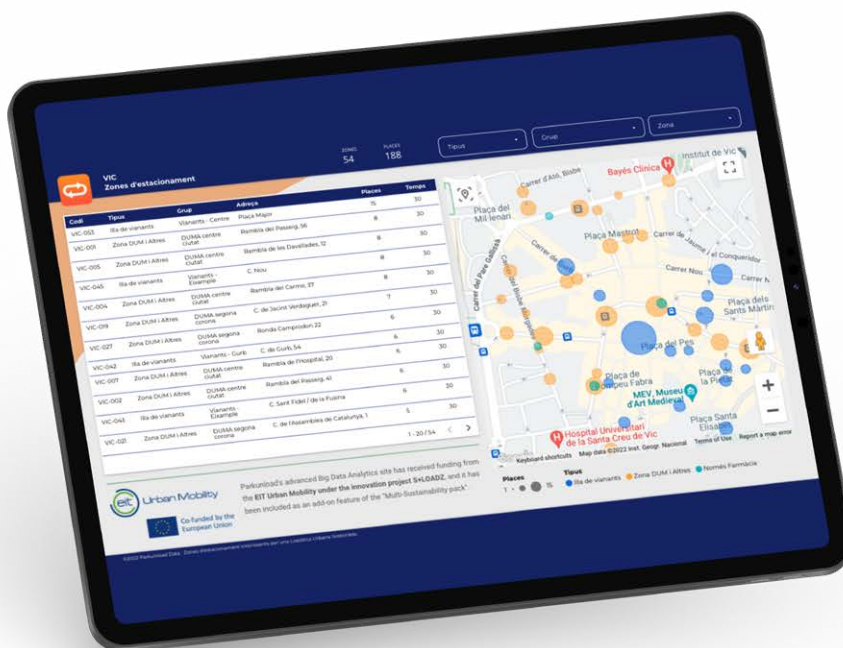 VIC
Zones d'estacionament
ZONES
54
PLACES
188
Tipus
Grup
Zona
Codi Tipus Grup Adreça Places Temps
VIC-053 Illa de vianants Vianants - Centre Plaça Major 15 30
VIC-001 Zona DUM i Altres DUMA centre ciutat Rambla del Passeig, 56 8 30
VIC-005 Zona DUM i Altres DUMA centre ciutat Rambla de les Davallades, 12 8 30
VIC-045 Illa de vianants Vianants - Eixample C. Nou 8 30
VIC-004 Zona DUM i Altres DUMA centre ciutat Rambla del Carme, 37 8 30
VIC-019 Zona DUM i Altres DUMA segona corona C. de Jacint Verdaguer, 21 7 30
VIC-027 Zona DUM i Altres DUMA segona corona Ronda Camprodon 22 6 30
VIC-042 Illa de vianants Vianants - Gurb C. de Gurb, 54 6 30
VIC-007 Zona DUM i Altres DUMA centre ciutat Rambla de l'Hospital, 20 6 30
VIC-002 Zona DUM i Altres DUMA centre ciutat Rambla del Passeig, 41 6 30
VIC-043 Illa de vianants Vianants - Eixample C. Sant Fidel / de la Fusina 6 30
VIC-021 Zona DUM i Altres DUMA segona corona C. de l'Assemblea de Catalunya, 1 5 30
1 - 20 / 54 < >
Institut de Vic
Bayés Clínica
Carrer d'Ató, Bisbe
Plaça del Mil·lenari
Plaça Mastrot
Carrer de Jaume I el Conqueridor
Carrer del Pare Gallissà
Carrer Nou
Carrer N
Carrer del Bisbe Morgades
Plaça dels
Sants Màrtirs
Plaça del Pes
Plaça de
la Pietat
MEV, Museu
d'Art Medieval
Plaça Santa
Hospital Universitari
de la Santa Creu de Vic
+
−
Keyboard shortcuts Map data ©2022 Inst. Geogr. Nacional Terms of Use Report a map error
Places
1 - 15
Tipus
Illa de vianants Zona DUM i Altres Només Farmàcia
eit Urban Mobility
Co-funded by the
European Union
Parkunload's advanced Big Data Analytics site has received funding from
the EIT Urban Mobility under the innovation project S+LOADZ, and it has
been included as an add-on feature of the "Multi-Sustainability pack"